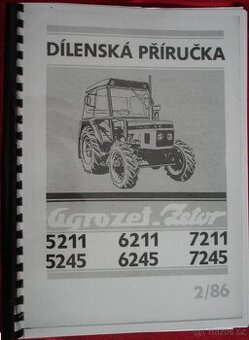 DÍLENSKÁ PŘÍRUČKA
Agrozet-Zetor
5211 6211 7211
5245 6245 7245
2/86